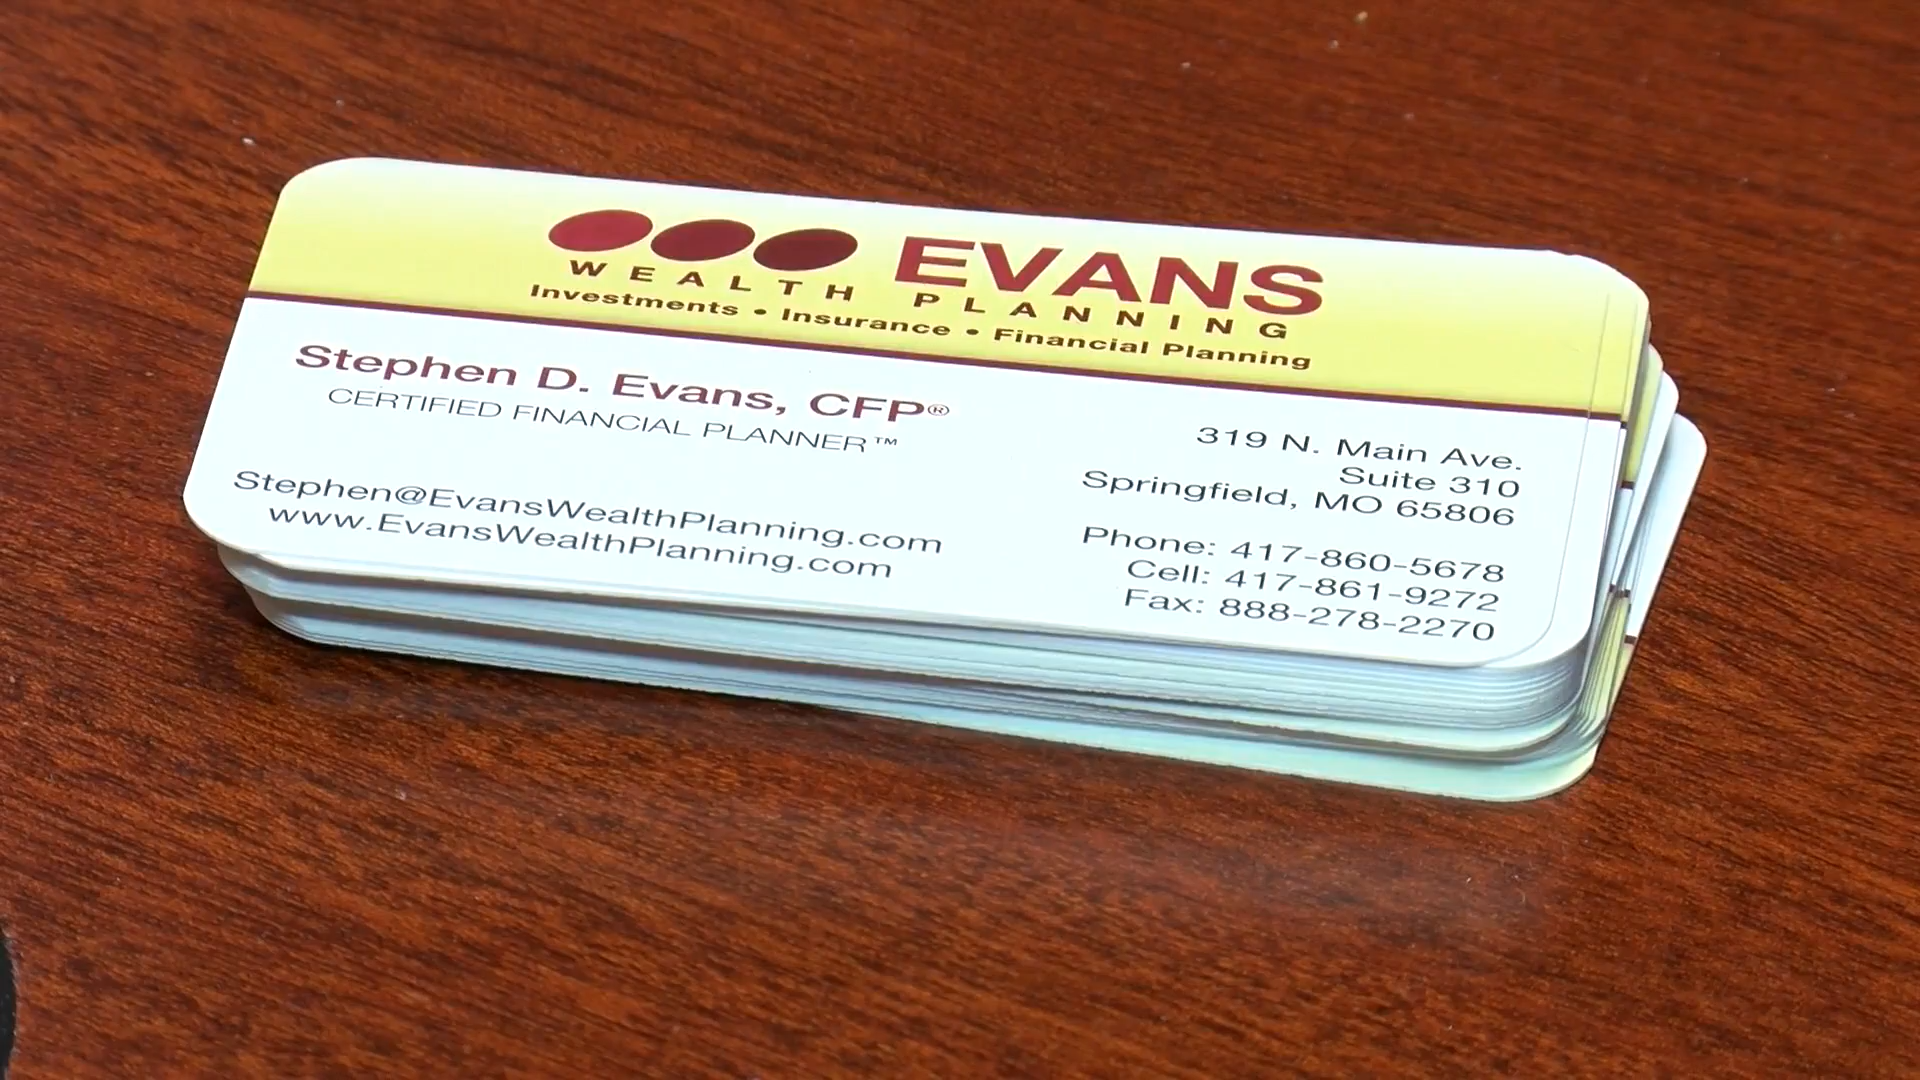 EVANS
WEALTH PLANNING
Investments • Insurance • Financial Planning
Stephen D. Evans, CFP®
CERTIFIED FINANCIAL PLANNER™
Stephen@EvansWealthPlanning.com
www.EvansWealthPlanning.com
319 N. Main Ave.
Suite 310
Springfield, MO 65806
Phone: 417-860-5678
Cell: 417-861-9272
Fax: 888-278-2270